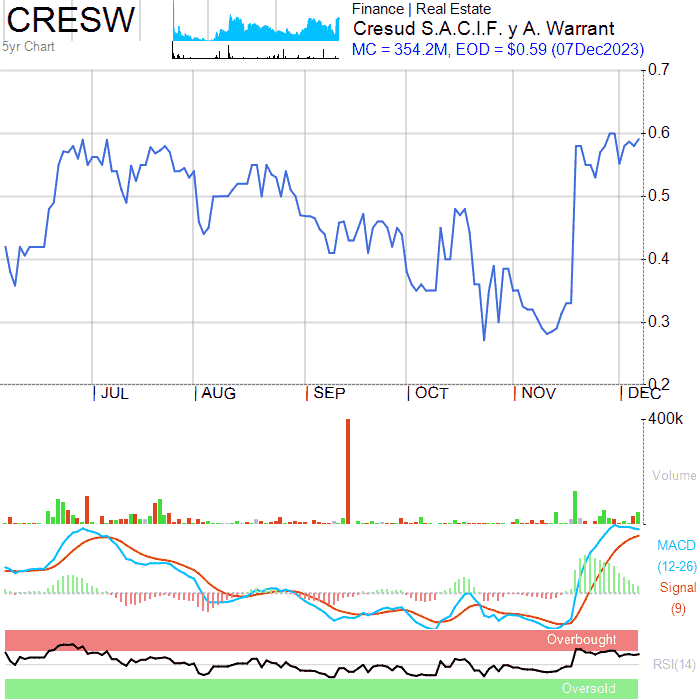 CRESW
5yr Chart
Finance | Real Estate
Cresud S.A.C.I.F. y A. Warrant
MC = 354.2M, EOD = $0.59 (07Dec2023)
0.7
0.6
0.5
0.4
0.3
0.2
JUL AUG SEP OCT NOV DEC
400k
Volume
MACD
(12-26)
Signal
(9)
Overbought
RSI(14)
Oversold